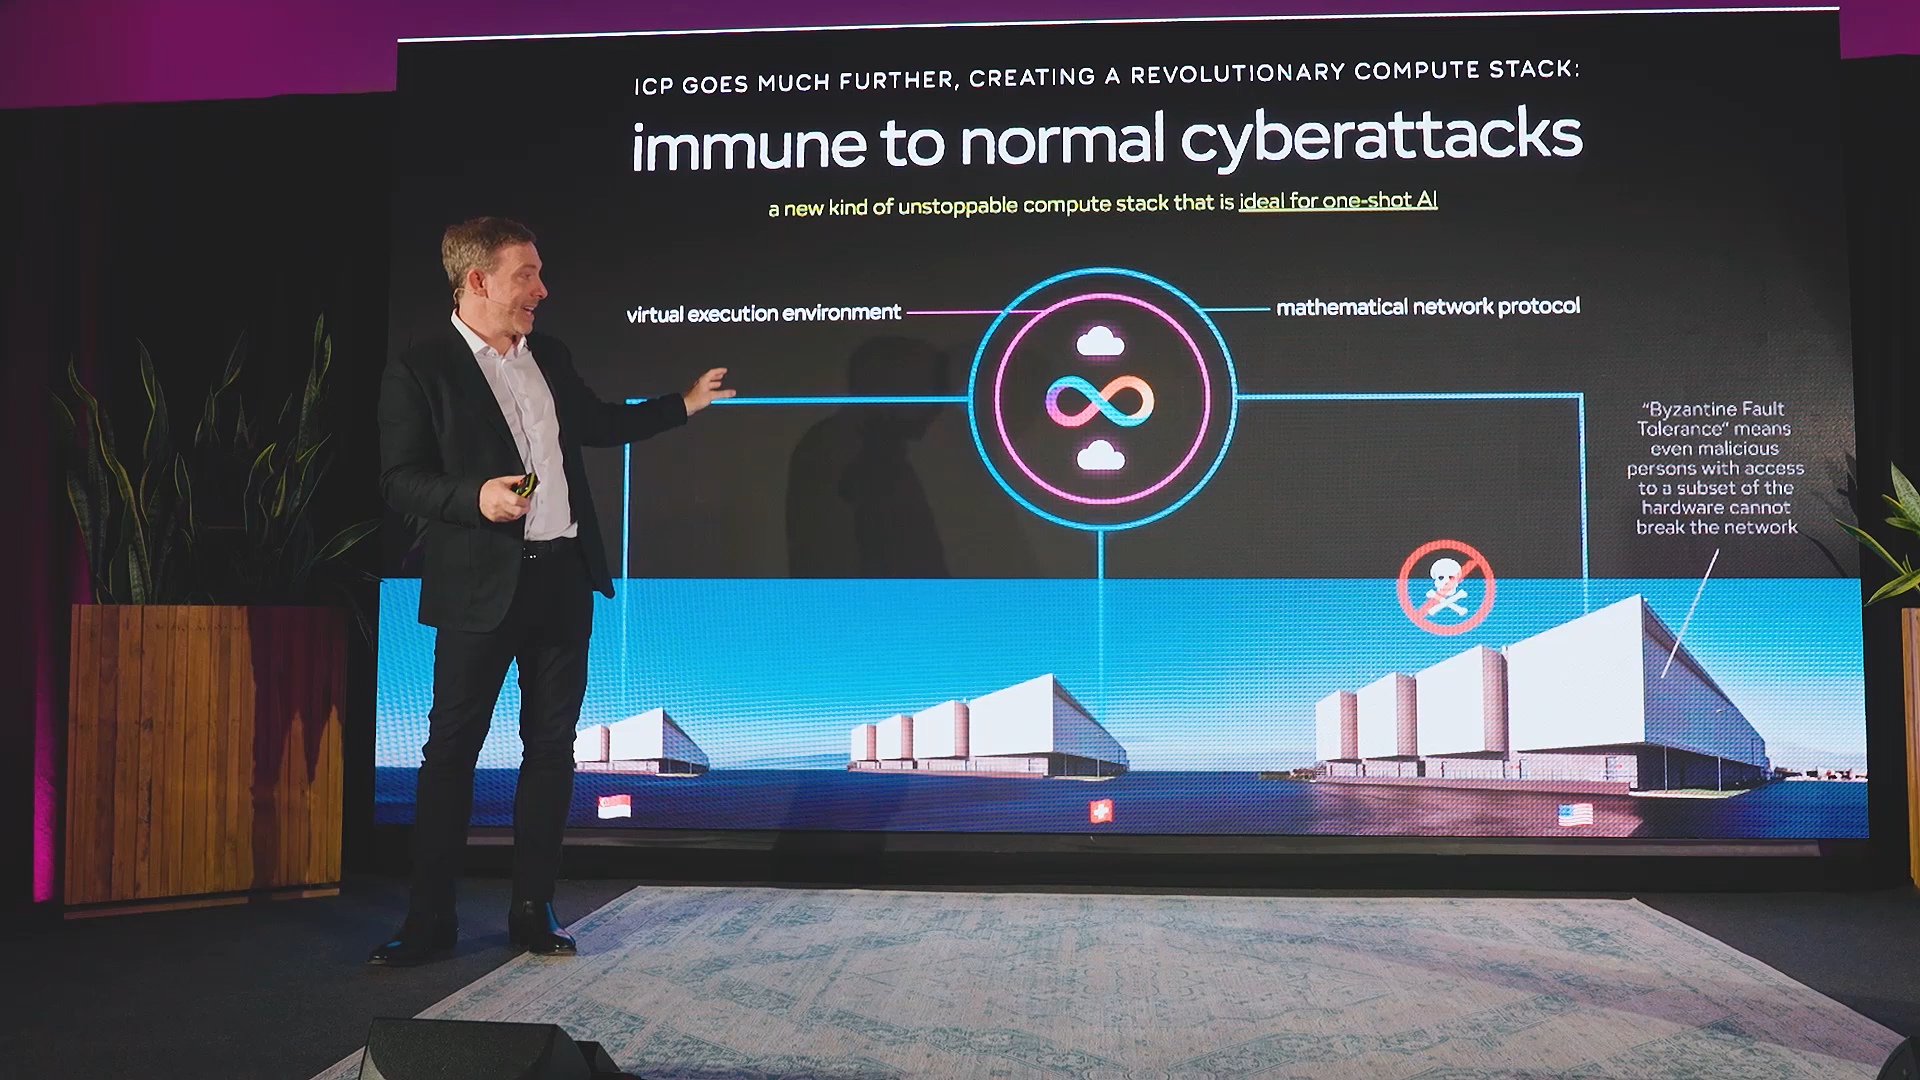 ICP GOES MUCH FURTHER, CREATING A REVOLUTIONARY COMPUTE STACK:
immune to normal cyberattacks
a new kind of unstoppable compute stack that is ideal for one-shot AI
virtual execution environment
mathematical network protocol
“Byzantine Fault
Tolerance“ means
even malicious
persons with access
to a subset of the
hardware cannot
break the network